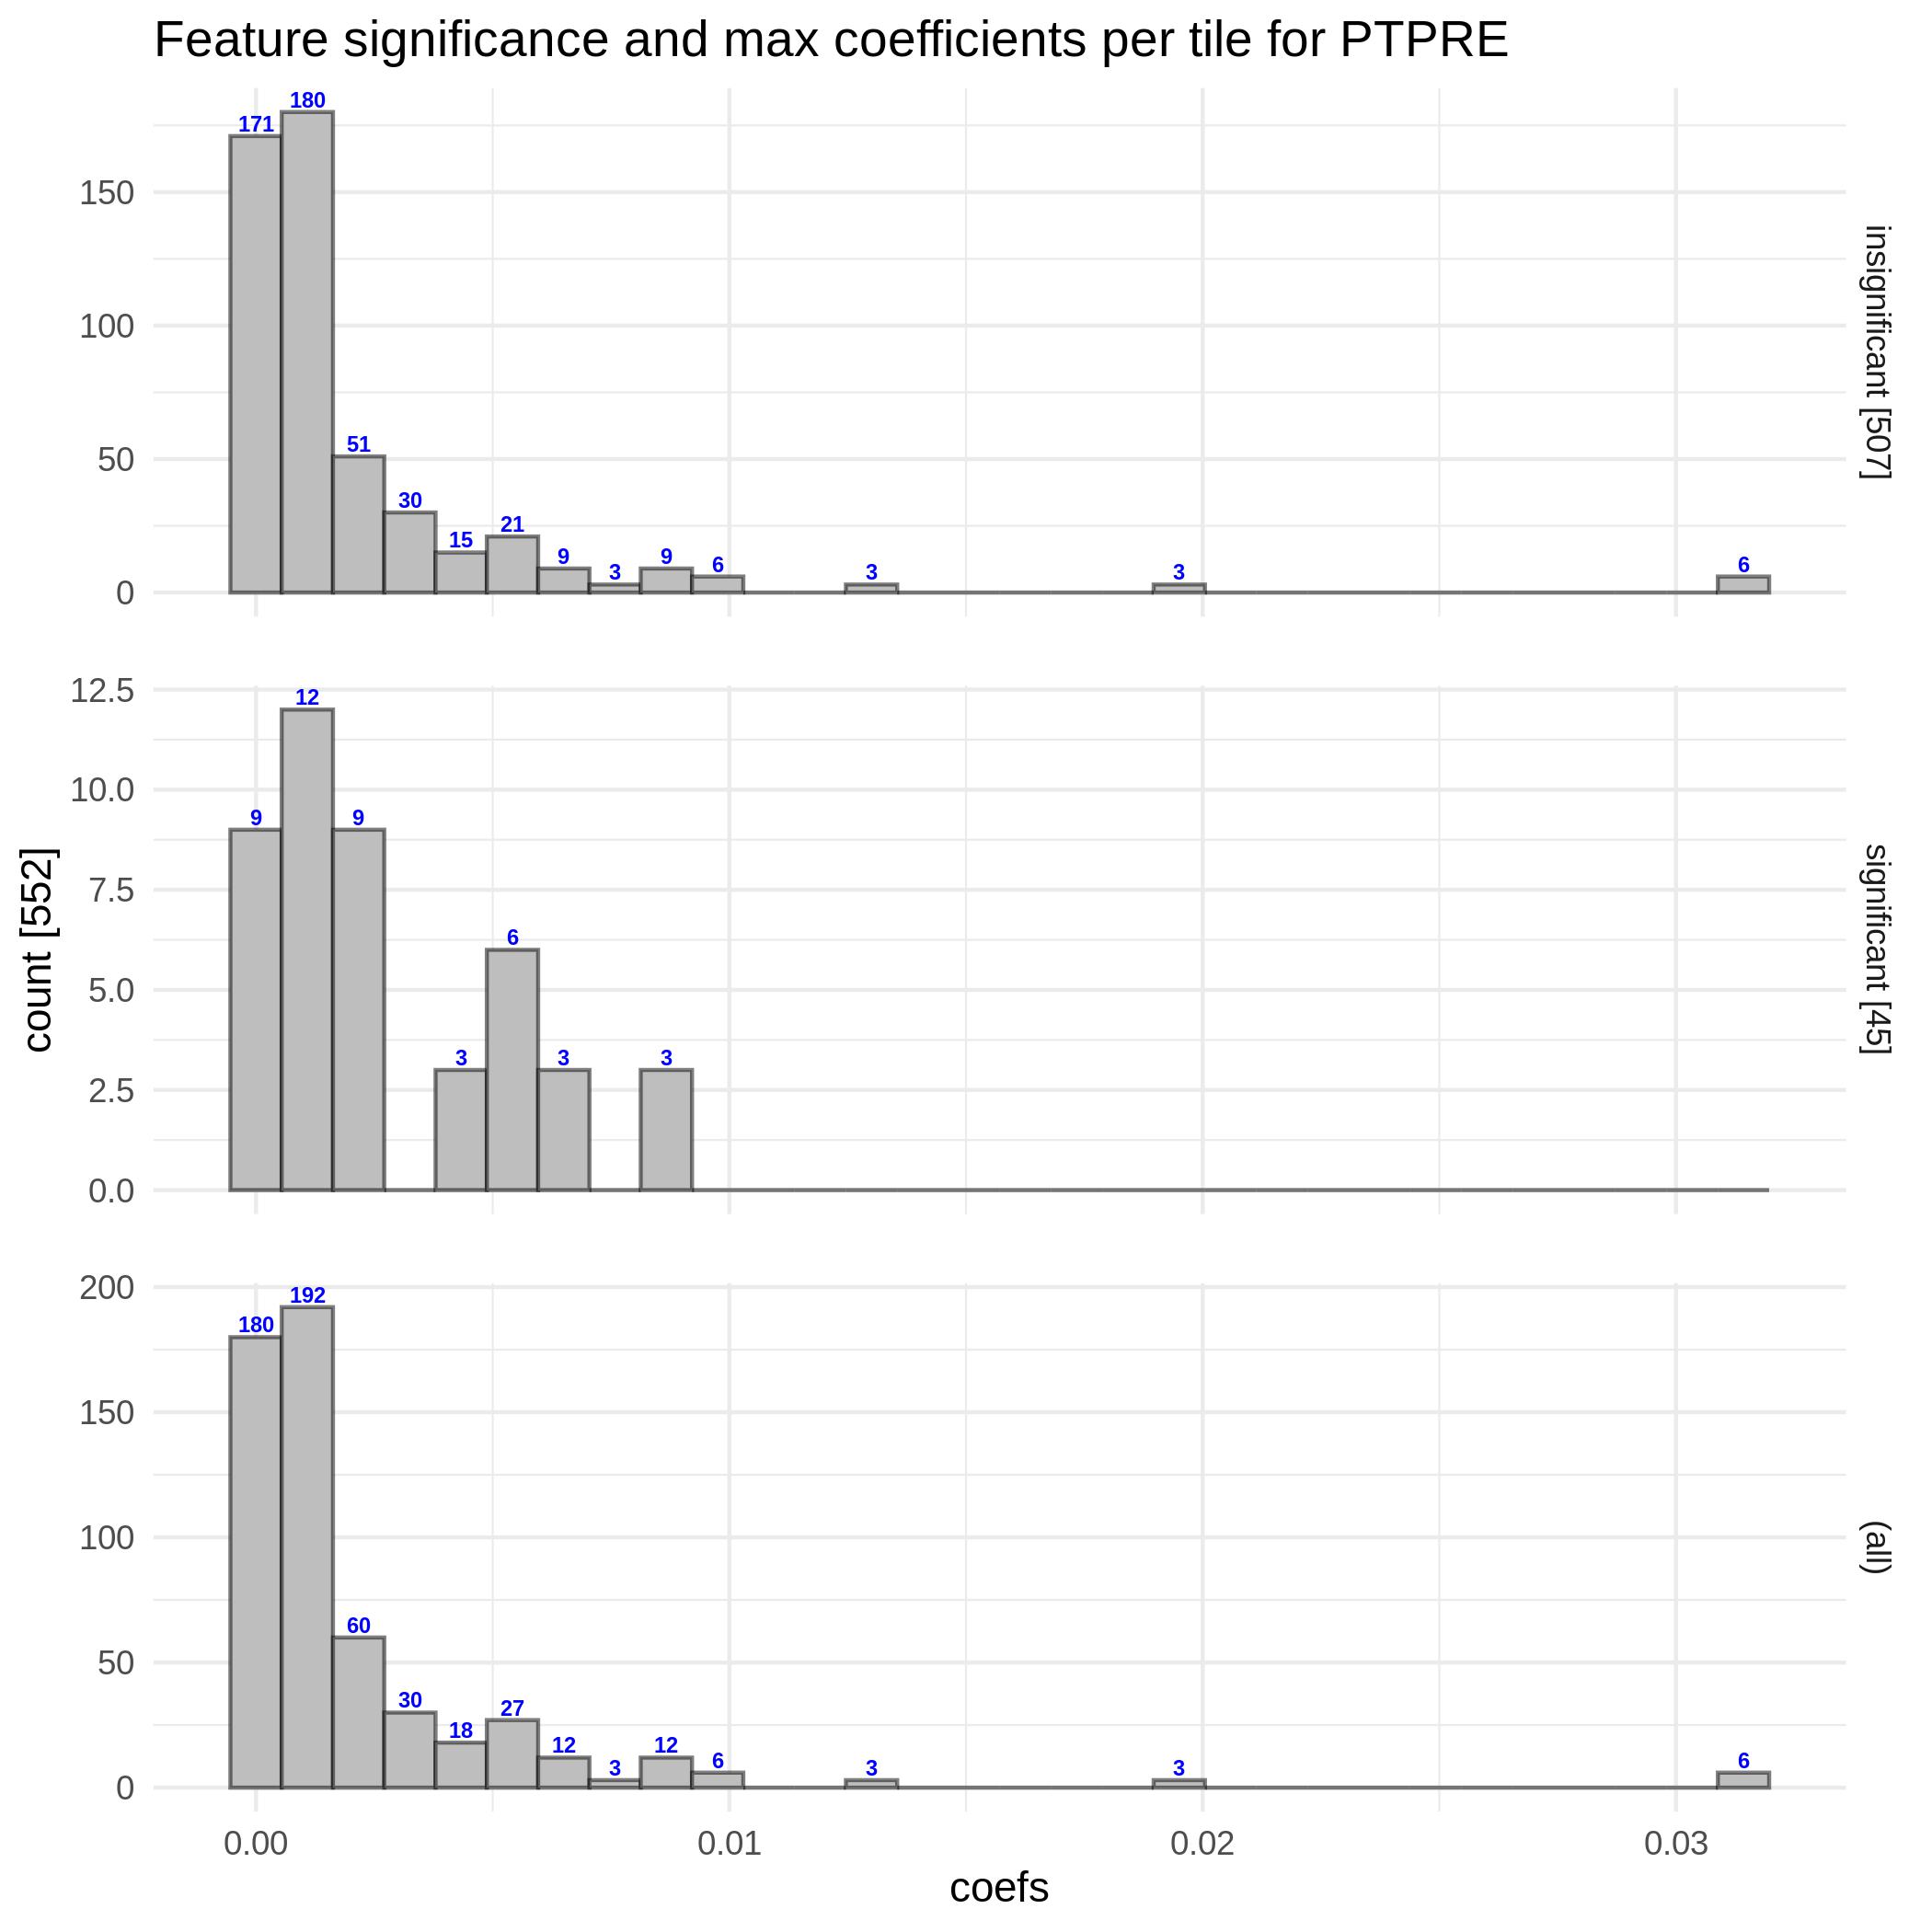 Feature significance and max coefficients per tile for PTPRE
171 180 51 30 15 21 9 3 9 6 3 3 6
150
100
50
0
insignificant [507]
12.5
10.0
7.5
5.0
2.5
0.0
9 12 9 3 6 3 3
significant [45]
count [552]
200
150
100
50
0
180 192 60 30 18 27 12 3 12 6 3 3 6
(all)
0.00 0.01 0.02 0.03
coefs